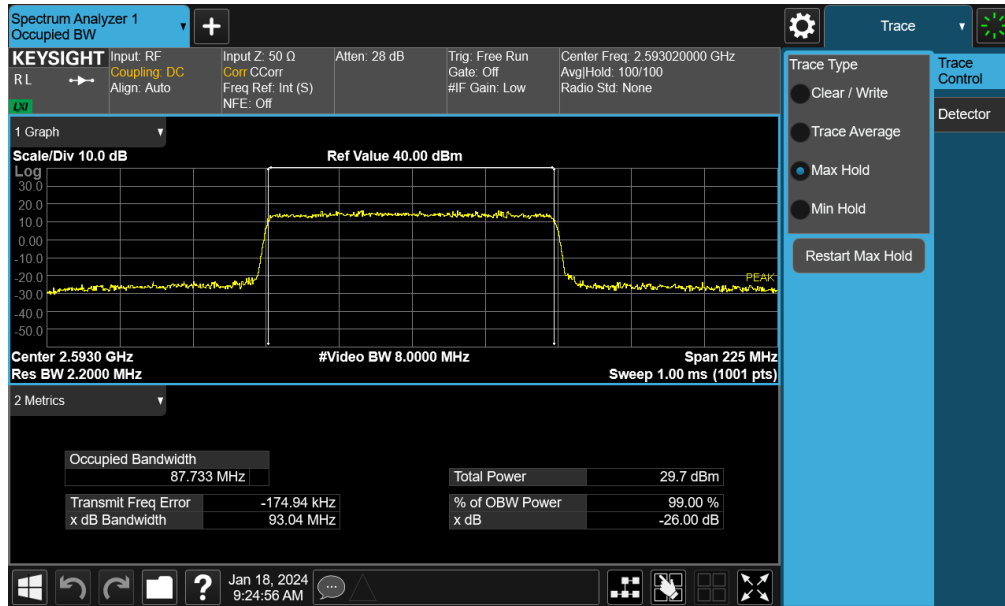 Spectrum Analyzer 1
Occupied BW
+
Trace
KEYSIGHT
RL
LXI
Input: RF
Coupling: DC
Align: Auto
Input Z: 50 Ω
Corr CCorr
Freq Ref: Int (S)
NFE: Off
Atten: 28 dB
Trig: Free Run
Gate: Off
#IF Gain: Low
Center Freq: 2.593020000 GHz
Avg|Hold: 100/100
Radio Std: None
Trace Type
Clear / Write
Trace Average
Max Hold
Min Hold
Restart Max Hold
Trace
Control
Detector
1 Graph
Scale/Div 10.0 dB
Ref Value 40.00 dBm
Log
30.0
20.0
10.0
0.00
-10.0
-20.0
-30.0
-40.0
-50.0
PEAK
Center 2.5930 GHz
#Video BW 8.0000 MHz
Span 225 MHz
Res BW 2.2000 MHz
Sweep 1.00 ms (1001 pts)
2 Metrics
Occupied Bandwidth
87.733 MHz
Total Power 29.7 dBm
Transmit Freq Error -174.94 kHz
% of OBW Power 99.00 %
x dB Bandwidth 93.04 MHz
x dB -26.00 dB
?
Jan 18, 2024
9:24:56 AM